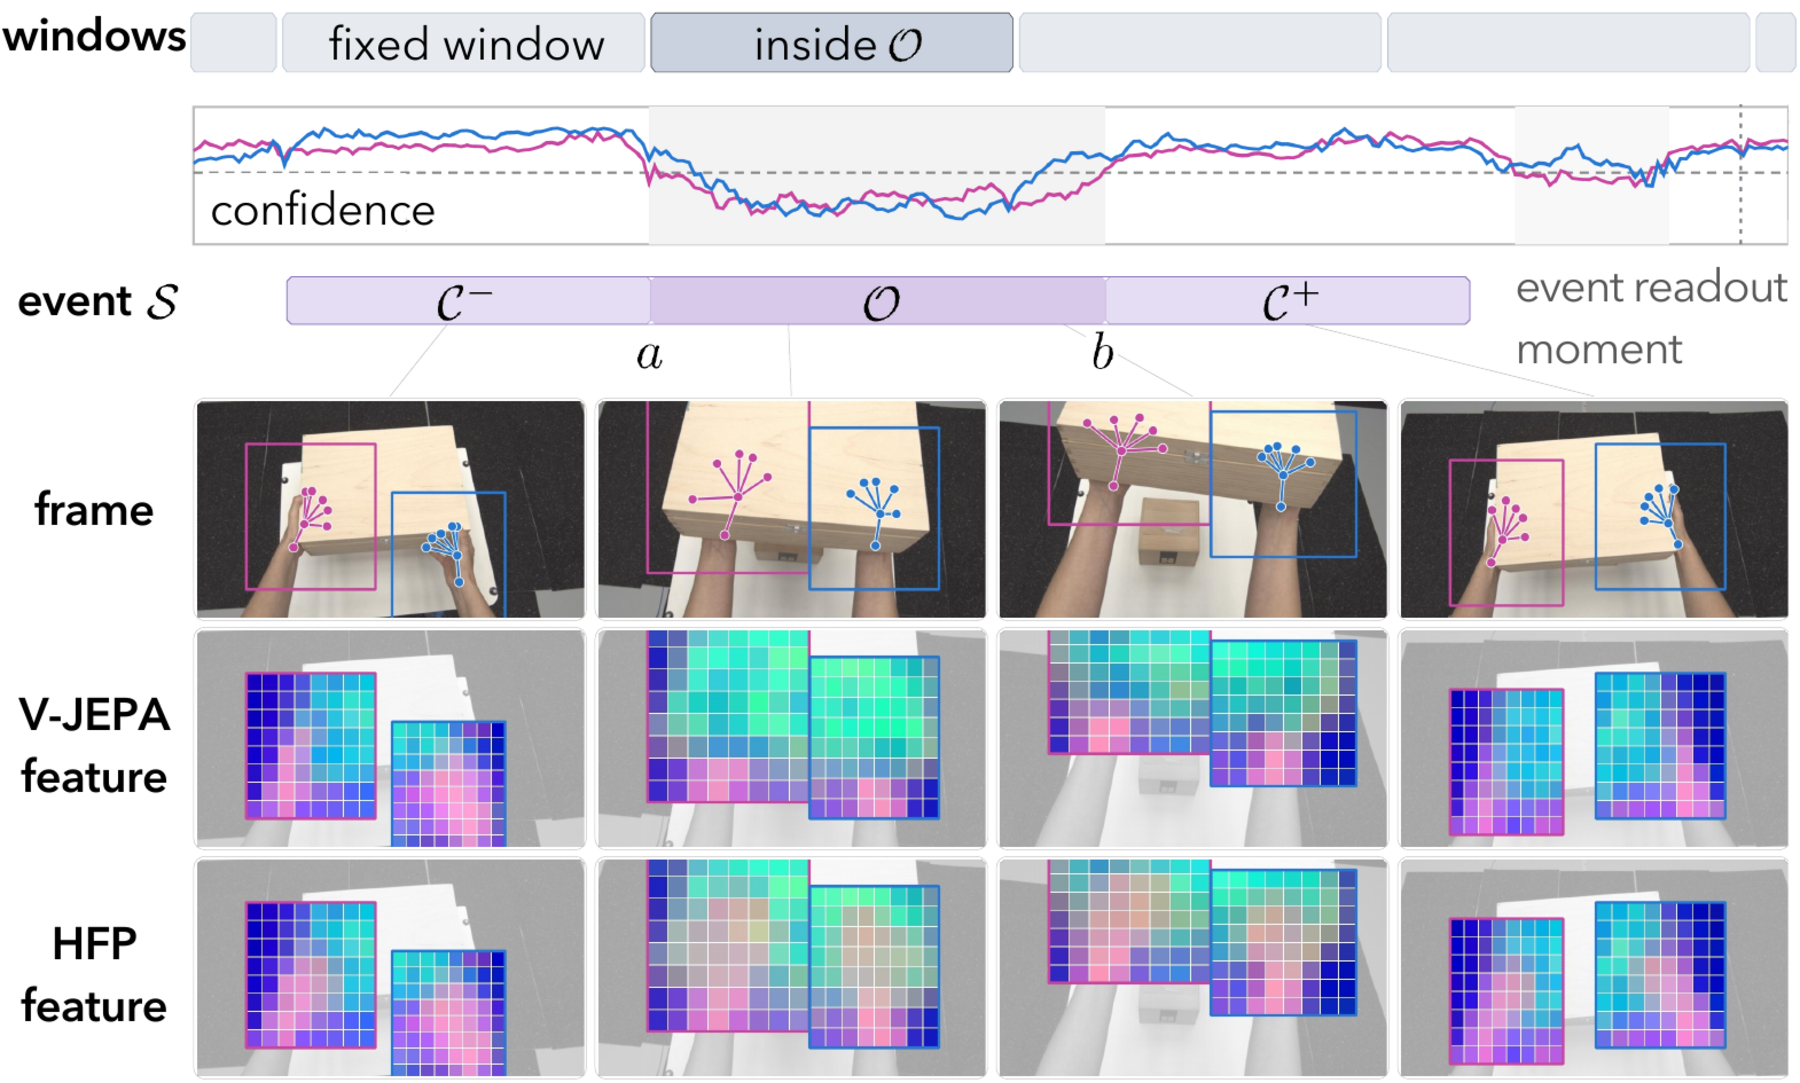 windows
fixed window
inside 𝒪
confidence
event 𝒮
𝒞⁻
𝒪
𝒞⁺
event readout
moment
a
b
frame
V-JEPA
feature
HFP
feature